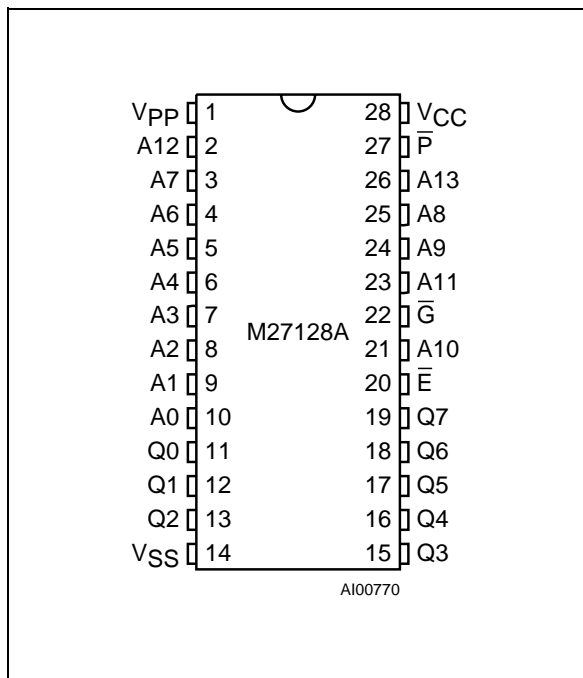 VPP 1 28 VCC
A12 2 27 P̅
A7 3 26 A13
A6 4 25 A8
A5 5 24 A9
A4 6 23 A11
A3 7 22 G̅
M27128A
A2 8 21 A10
A1 9 20 E̅
A0 10 19 Q7
Q0 11 18 Q6
Q1 12 17 Q5
Q2 13 16 Q4
VSS 14 15 Q3
AI00770